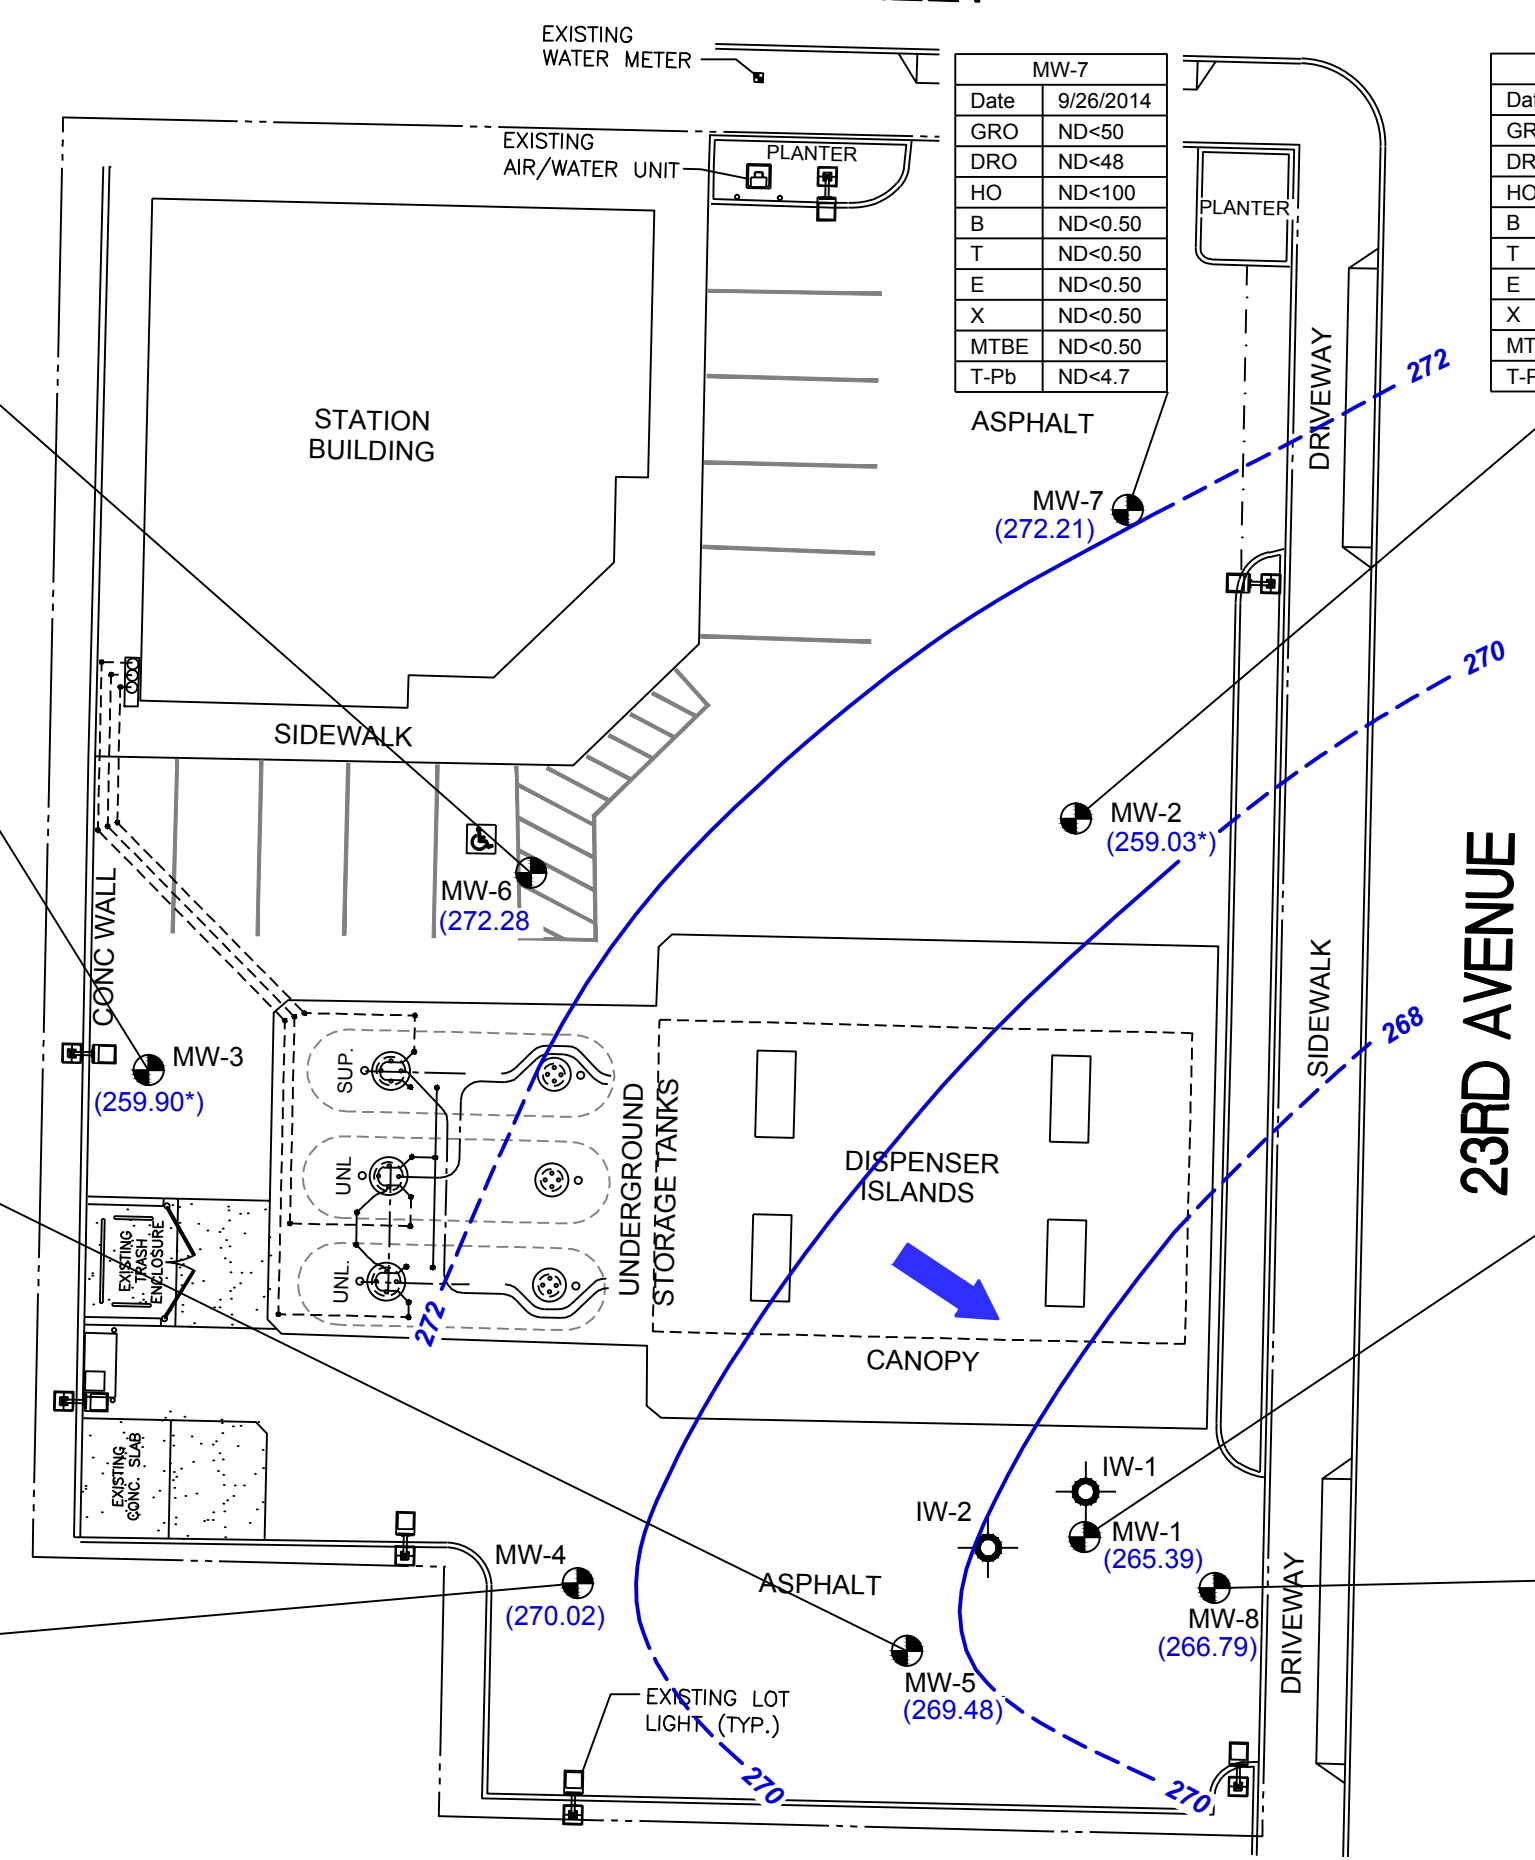 EXISTING
WATER METER
EXISTING
AIR/WATER UNIT
PLANTER
MW-7
Date 9/26/2014
GRO ND<50
DRO ND<48
HO ND<100
B ND<0.50
T ND<0.50
E ND<0.50
X ND<0.50
MTBE ND<0.50
T-Pb ND<4.7
PLANTER
B
T
E
X
DRIVEWAY
272
STATION
BUILDING
ASPHALT
MW-7
(272.21)
270
SIDEWALK
MW-2
(259.03*)
MW-6
(272.28
CONC WALL
23RD AVENUE
SIDEWALK
268
MW-3
(259.90*)
SUP.
UNL
UNL.
UNDERGROUND
STORAGE TANKS
DISPENSER
ISLANDS
EXISTING
TRASH
ENCLOSURE
272
CANOPY
EXISTING
CONC. SLAB
IW-1
IW-2
MW-1
(265.39)
MW-4
(270.02)
ASPHALT
MW-8
(266.79)
DRIVEWAY
MW-5
(269.48)
EXISTING LOT
LIGHT (TYP.)
270
270